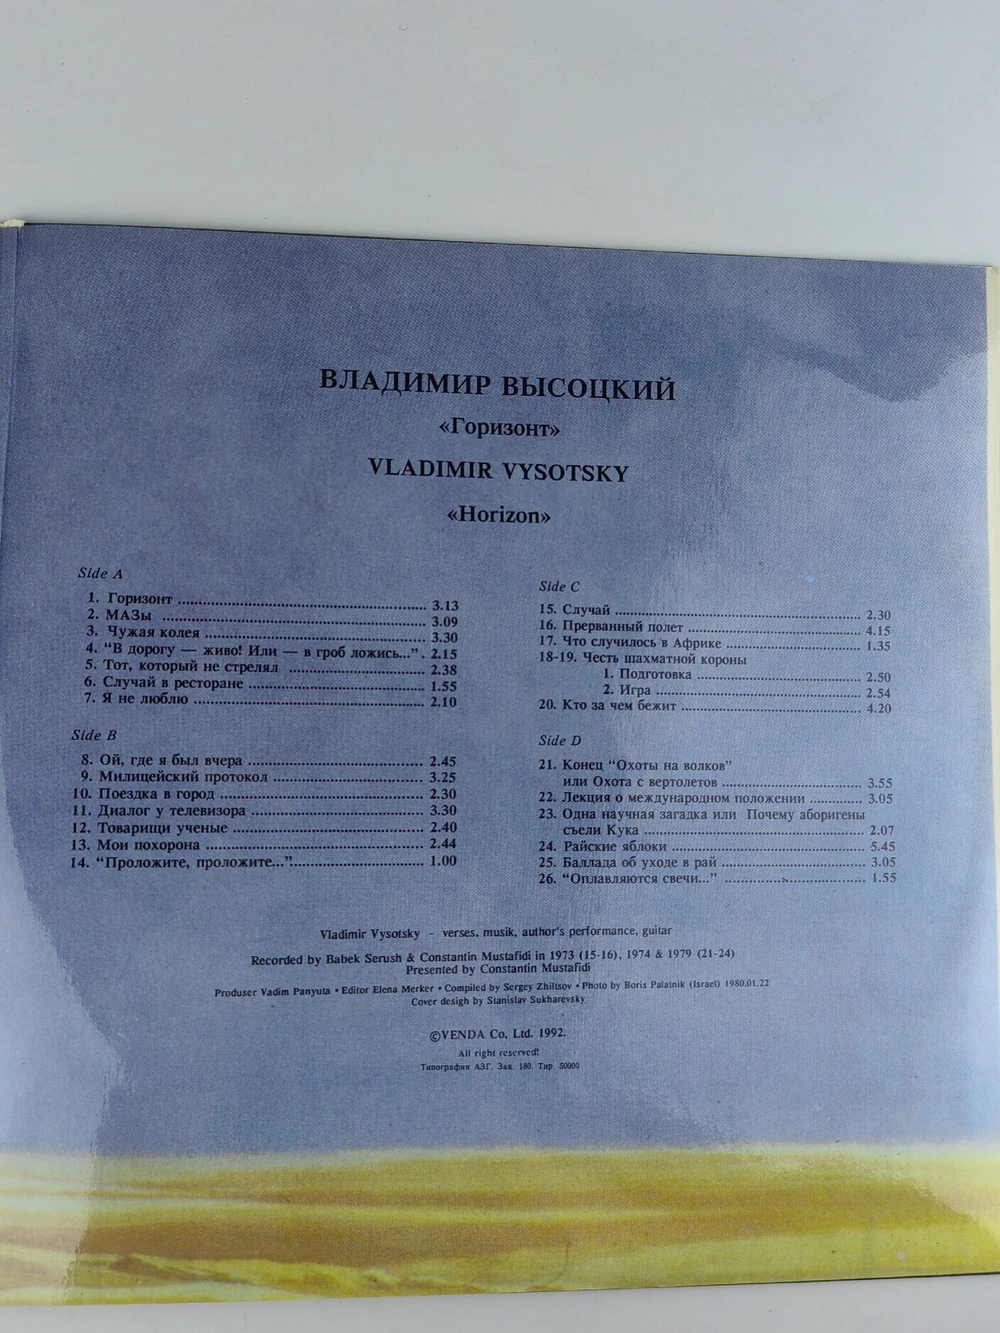 ВЛАДИМИР ВЫСОЦКИЙ
«Горизонт»
VLADIMIR VYSOTSKY
«Horizon»
Side A
1. Горизонт ........ 3.13
2. МАЗы ........ 3.09
3. Чужая колея ........ 3.30
4. “В дорогу — живо! Или — в гроб ложись...”. 2.15
5. Тот, который не стрелял ........ 2.38
6. Случай в ресторане ........ 1.55
7. Я не люблю ........ 2.10
Side B
8. Ой, где я был вчера ........ 2.45
9. Милицейский протокол ........ 3.25
10. Поездка в город ........ 2.30
11. Диалог у телевизора ........ 3.30
12. Товарищи ученые ........ 2.40
13. Мои похорона ........ 2.44
14. “Проложите, проложите...”........ 1.00
Side C
15. Случай ........ 2.30
16. Прерванный полет ........ 4.15
17. Что случилось в Африке ........ 1.35
18-19. Честь шахматной короны
1. Подготовка ........ 2.50
2. Игра ........ 2.54
20. Кто за чем бежит ........ 4.20
Side D
21. Конец “Охоты на волков”
или Охота с вертолетов ........ 3.55
22. Лекция о международном положении ........ 3.05
23. Одна научная загадка или Почему аборигены
съели Кука ........ 2.07
24. Райские яблоки ........ 5.45
25. Баллада об уходе в рай ........ 3.05
26. “Оплавляются свечи...” ........ 1.55
Vladimir Vysotsky - verses, musik, author's performance, guitar
Recorded by Babek Serush & Constantin Mustafidi in 1973 (15-16), 1974 & 1979 (21-24)
Presented by Constantin Mustafidi
Produser Vadim Panyuta • Editor Elena Merker • Compiled by Sergey Zhiltsov • Photo by Boris Palatnik (Israel) 1980.01.22
Cover desigh by Stanislav Sukharevsky
©VENDA Co, Ltd. 1992.
All right reserved!
Типография АЗГ, Зак. 180. Тир 50000